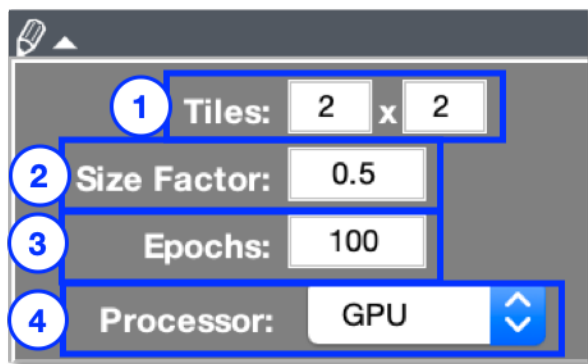 1 Tiles: 2 x 2
2 Size Factor: 0.5
3 Epochs: 100
4 Processor: GPU